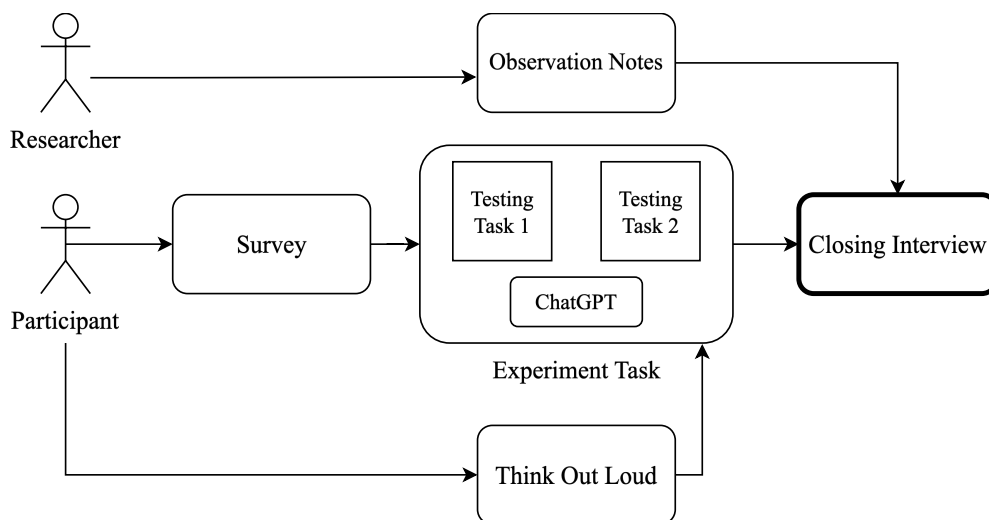 Observation Notes
Researcher
Testing
Task 1
Testing
Task 2
Survey
Closing Interview
ChatGPT
Participant
Experiment Task
Think Out Loud